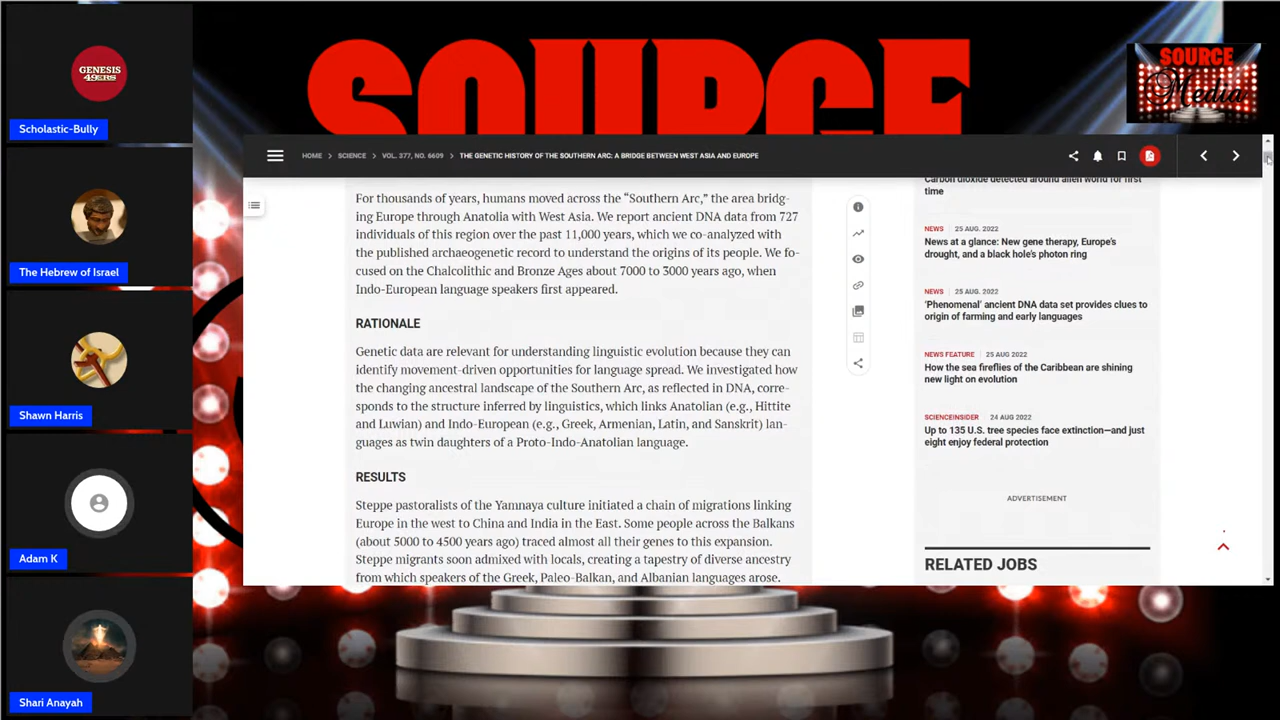 SOURCE
SOURCE
Media
GENESIS
49ERS
Scholastic-Bully
The Hebrew of Israel
Shawn Harris
Adam K
Shari Anayah
HOME > SCIENCE > VOL. 377, NO. 6609 > THE GENETIC HISTORY OF THE SOUTHERN ARC: A BRIDGE BETWEEN WEST ASIA AND EUROPE
For thousands of years, humans moved across the “Southern Arc,” the area bridg-
ing Europe through Anatolia with West Asia. We report ancient DNA data from 727
individuals of this region over the past 11,000 years, which we co-analyzed with
the published archaeogenetic record to understand the origins of its people. We fo-
cused on the Chalcolithic and Bronze Ages about 7000 to 3000 years ago, when
Indo-European language speakers first appeared.
RATIONALE
Genetic data are relevant for understanding linguistic evolution because they can
identify movement-driven opportunities for language spread. We investigated how
the changing ancestral landscape of the Southern Arc, as reflected in DNA, corre-
sponds to the structure inferred by linguistics, which links Anatolian (e.g., Hittite
and Luwian) and Indo-European (e.g., Greek, Armenian, Latin, and Sanskrit) lan-
guages as twin daughters of a Proto-Indo-Anatolian language.
RESULTS
Steppe pastoralists of the Yamnaya culture initiated a chain of migrations linking
Europe in the west to China and India in the East. Some people across the Balkans
(about 5000 to 4500 years ago) traced almost all their genes to this expansion.
Steppe migrants soon admixed with locals, creating a tapestry of diverse ancestry
from which speakers of the Greek, Paleo-Balkan, and Albanian languages arose.
Carbon dioxide detected around alien world for first
time
NEWS | 25 AUG. 2022
News at a glance: New gene therapy, Europe’s
drought, and a black hole’s photon ring
NEWS | 25 AUG 2022
‘Phenomenal’ ancient DNA data set provides clues to
origin of farming and early languages
NEWS FEATURE | 25 AUG 2022
How the sea fireflies of the Caribbean are shining
new light on evolution
SCIENCEINSIDER | 24 AUG 2022
Up to 135 U.S. tree species face extinction—and just
eight enjoy federal protection
ADVERTISEMENT
RELATED JOBS